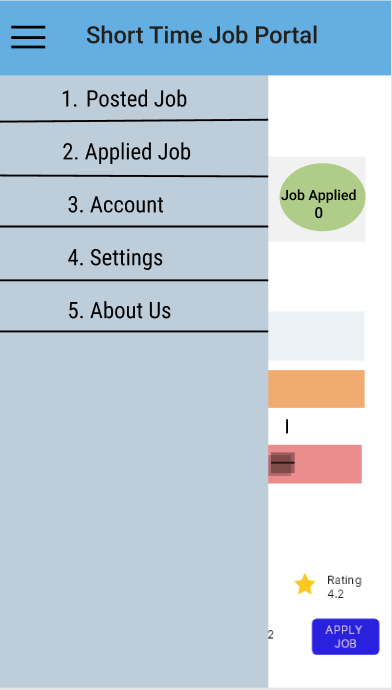 Short Time Job Portal
1. Posted Job
2. Applied Job
3. Account
4. Settings
5. About Us
Job Applied
0
Rating
4.2
2
APPLY
JOB